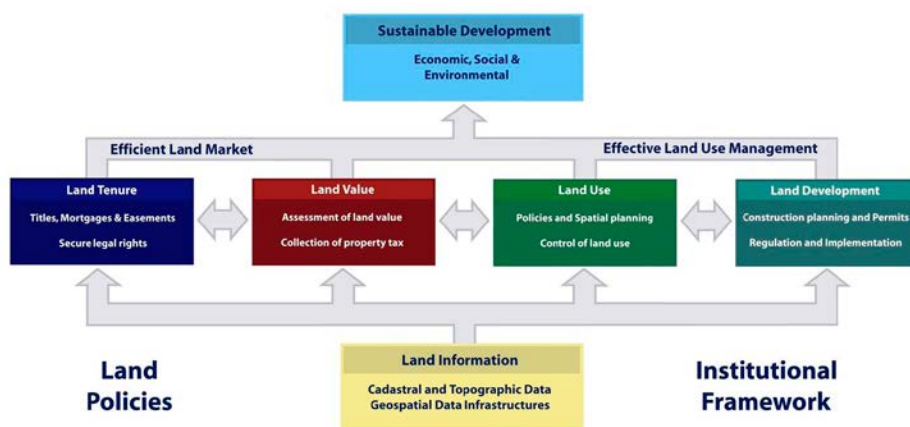 Sustainable Development
Economic, Social &
Environmental
Efficient Land Market
Effective Land Use Management
Land Tenure
Titles, Mortgages & Easements
Secure legal rights
Land Value
Assessment of land value
Collection of property tax
Land Use
Policies and Spatial planning
Control of land use
Land Development
Construction planning and Permits
Regulation and Implementation
Land
Policies
Land Information
Cadastral and Topographic Data
Geospatial Data Infrastructures
Institutional
Framework